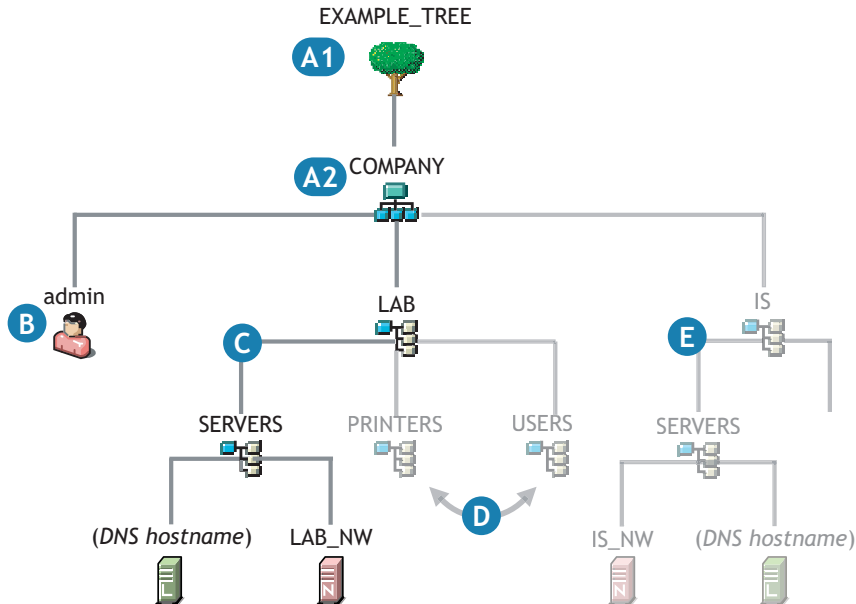 EXAMPLE_TREE
A1
A2 COMPANY
admin
B
LAB
IS
C
E
SERVERS
PRINTERS
USERS
SERVERS
D
(DNS hostname)
LAB_NW
IS_NW
(DNS hostname)
L
N
N
L